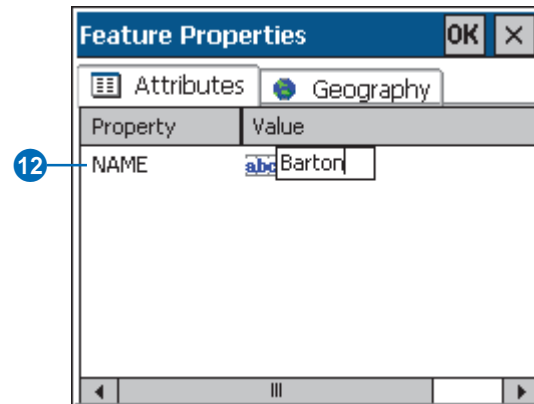 Feature Properties OK
Attributes Geography
Property Value
12 NAME abc Barton